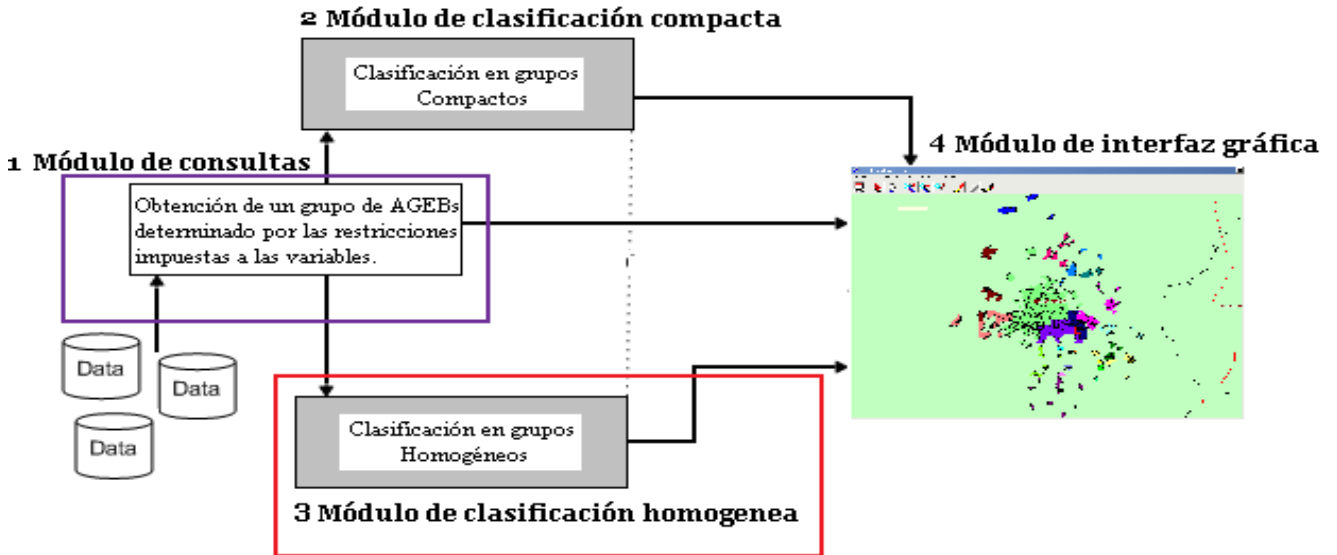 2 Módulo de clasificación compacta
Clasificación en grupos
Compactos
1 Módulo de consultas
4 Módulo de interfaz gráfica
Obtención de un grupo de AGEBs
determinado por las restricciones
impuestas a las variables.
Data
Data
Data
Clasificación en grupos
Homogéneos
3 Módulo de clasificación homogenea